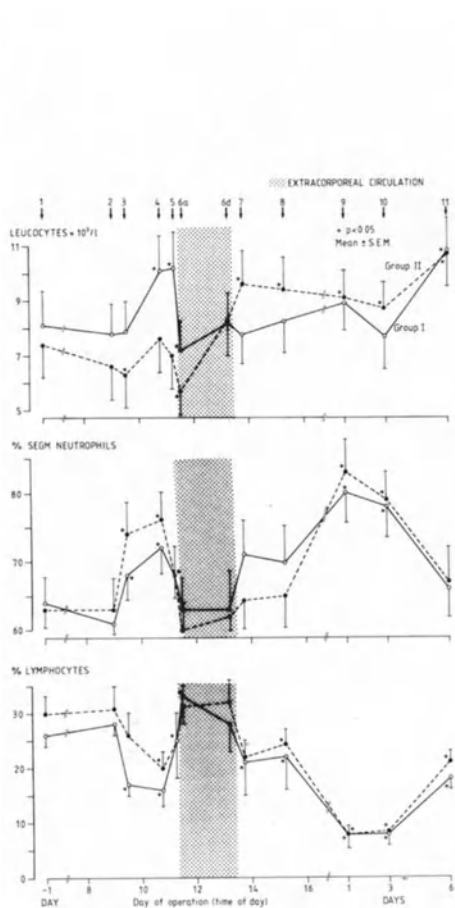 EXTRACORPOREAL CIRCULATION
1 2 3 4 5 6a 6d 7 8 9 10 11
LEUCOCYTES × 10⁹/l
+ p<0.05
Mean ± S.E.M.
Group II
Group I
11
9
7
5
% SEGM NEUTROPHILS
80
70
60
% LYMPHOCYTES
30
20
10
0
-1 8 10 12 14 16 1 3 6
DAY Day of operation (time of day) DAYS